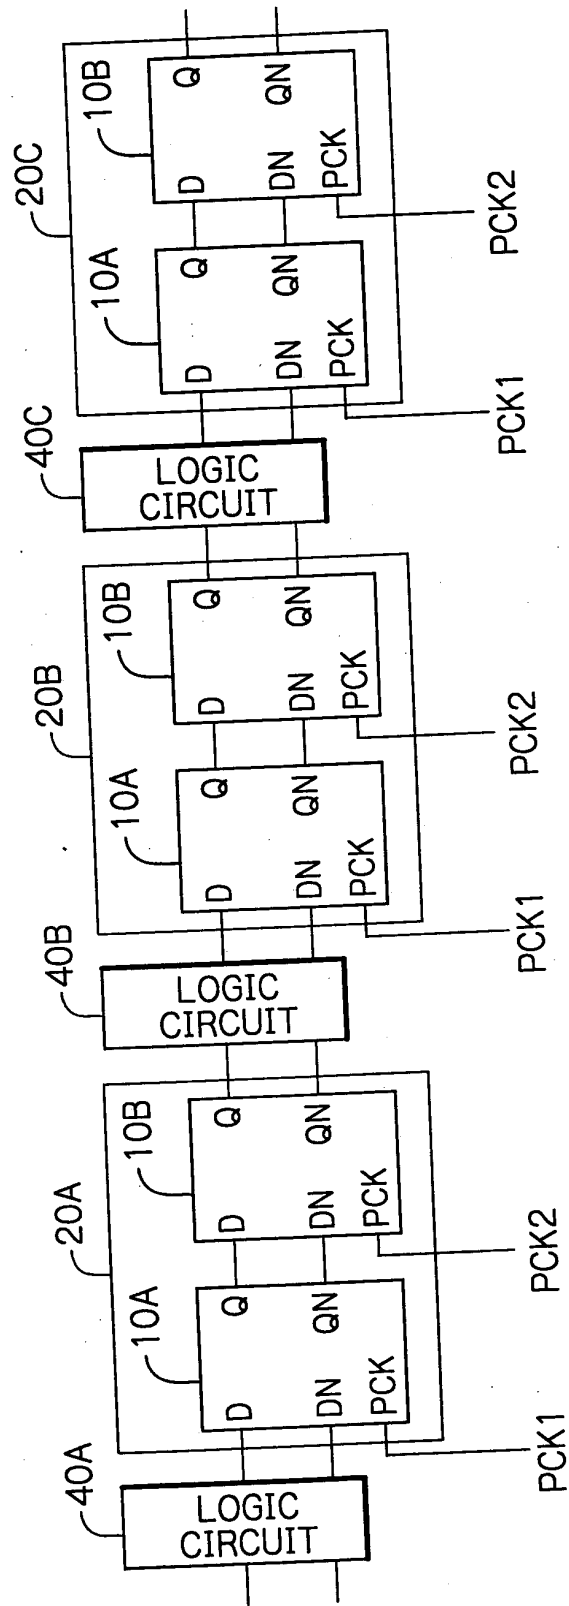 20A
20B
20C
40A
10A
10B
40B
10A
10B
40C
10A
10B
LOGIC
CIRCUIT
D
Q
DN
QN
PCK
D
Q
DN
QN
PCK
LOGIC
CIRCUIT
D
Q
DN
QN
PCK
D
Q
DN
QN
PCK
LOGIC
CIRCUIT
D
Q
DN
QN
PCK
D
Q
DN
QN
PCK
PCK1
PCK2
PCK1
PCK2
PCK1
PCK2